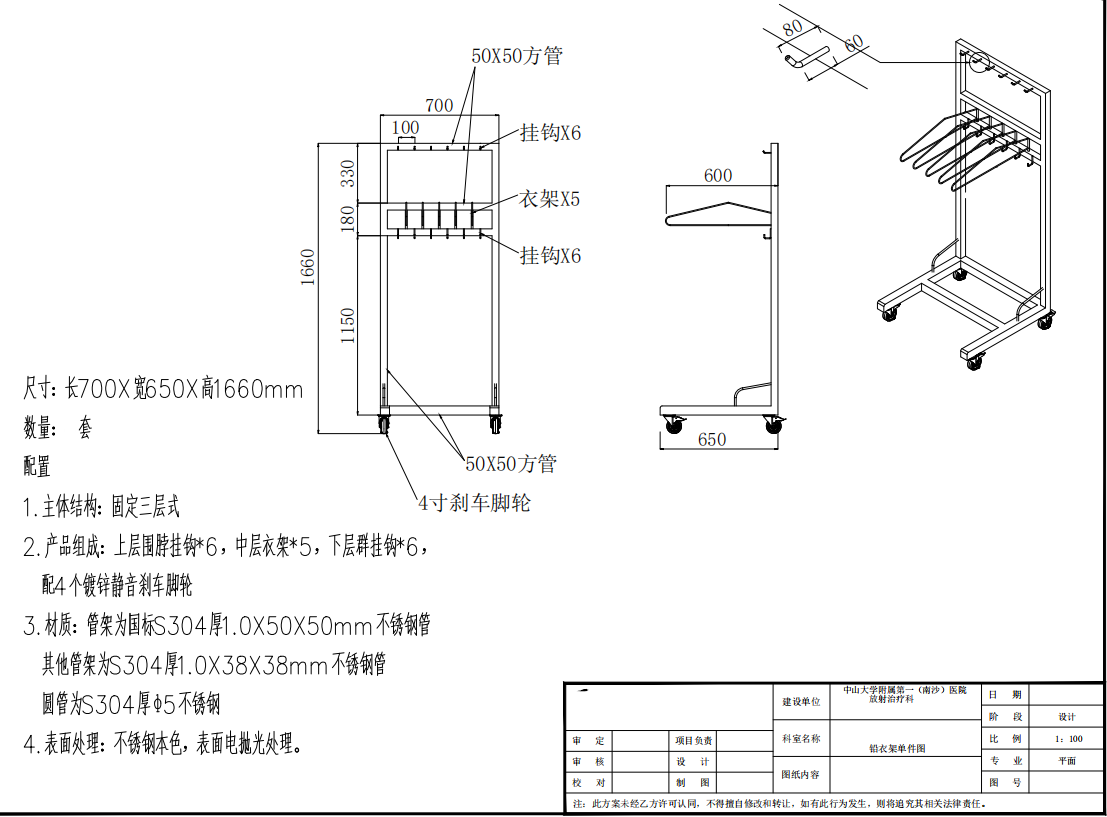 80
60
50X50方管
700
100
挂钩X6
330
600
衣架X5
180
挂钩X6
1660
1150
650
50X50方管
4寸刹车脚轮
尺寸：长700X宽650X高1660mm
数量： 套
配置
1.主体结构：固定三层式
2.产品组成：上层围脖挂钩*6，中层衣架*5，下层群挂钩*6，
配4个镀锌静音刹车脚轮
3.材质：管架为国标S304厚1.0X50X50mm不锈钢管
其他管架为S304厚1.0X38X38mm不锈钢管
圆管为S304厚Φ5不锈钢
4.表面处理：不锈钢本色，表面电抛光处理。
建设单位
中山大学附属第一（南沙）医院
放射治疗科
日 期
阶 段 设计
审 定 项目负责 科室名称 铅衣架单件图 比 例 1：100
审 核 设 计 专 业 平面
图纸内容
校 对 制 图 图 号
注：此方案未经乙方许可认同，不得擅自修改和转让，如有此行为发生，则将追究其相关法律责任。